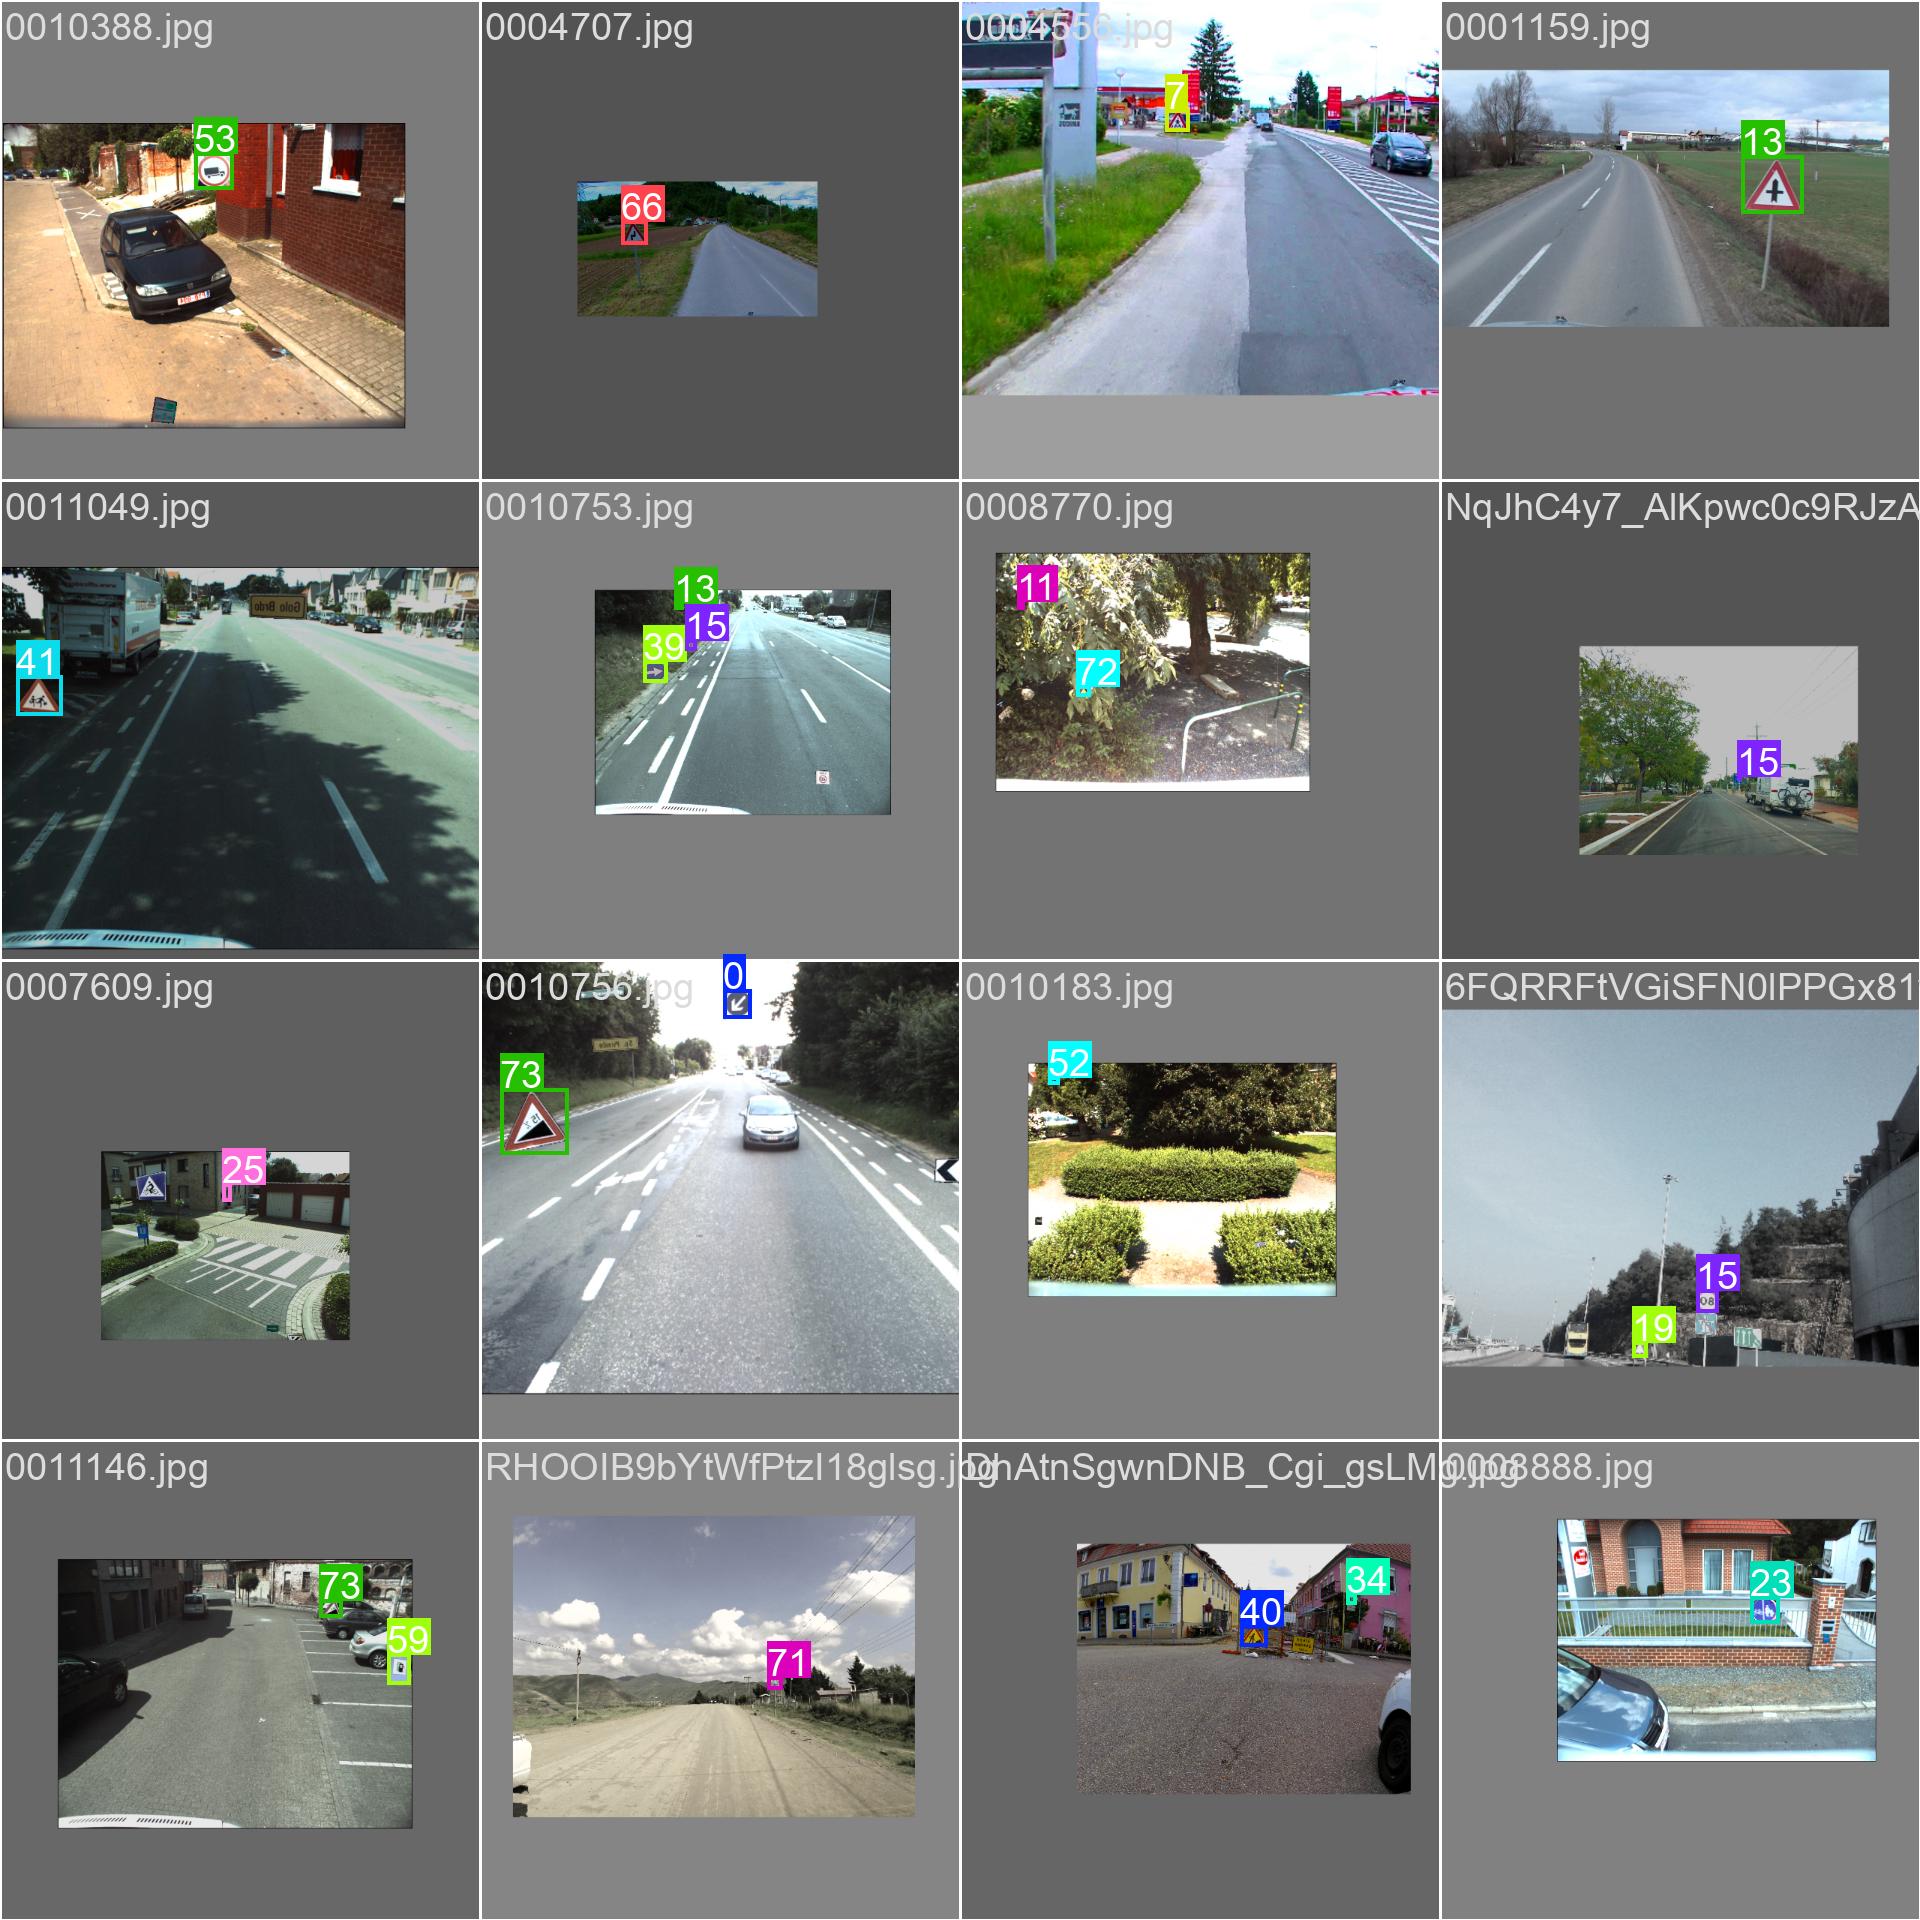 0010388.jpg
0004707.jpg
0004556.jpg
0001159.jpg
53
66
7
13
0011049.jpg
0010753.jpg
0008770.jpg
NqJhC4y7_AlKpwc0c9RJzA
41
13
15
39
11
72
15
Golo Brdo
0007609.jpg
0010756.jpg
0010183.jpg
6FQRRFtVGiSFN0lPPGx81
25
0
73
52
15
19
0011146.jpg
RHOOIB9bYtWfPtzI18glsg.jpg
DhAtnSgwnDNB_Cgi_gsLMg.jpg
0008888.jpg
73
59
71
40
34
23